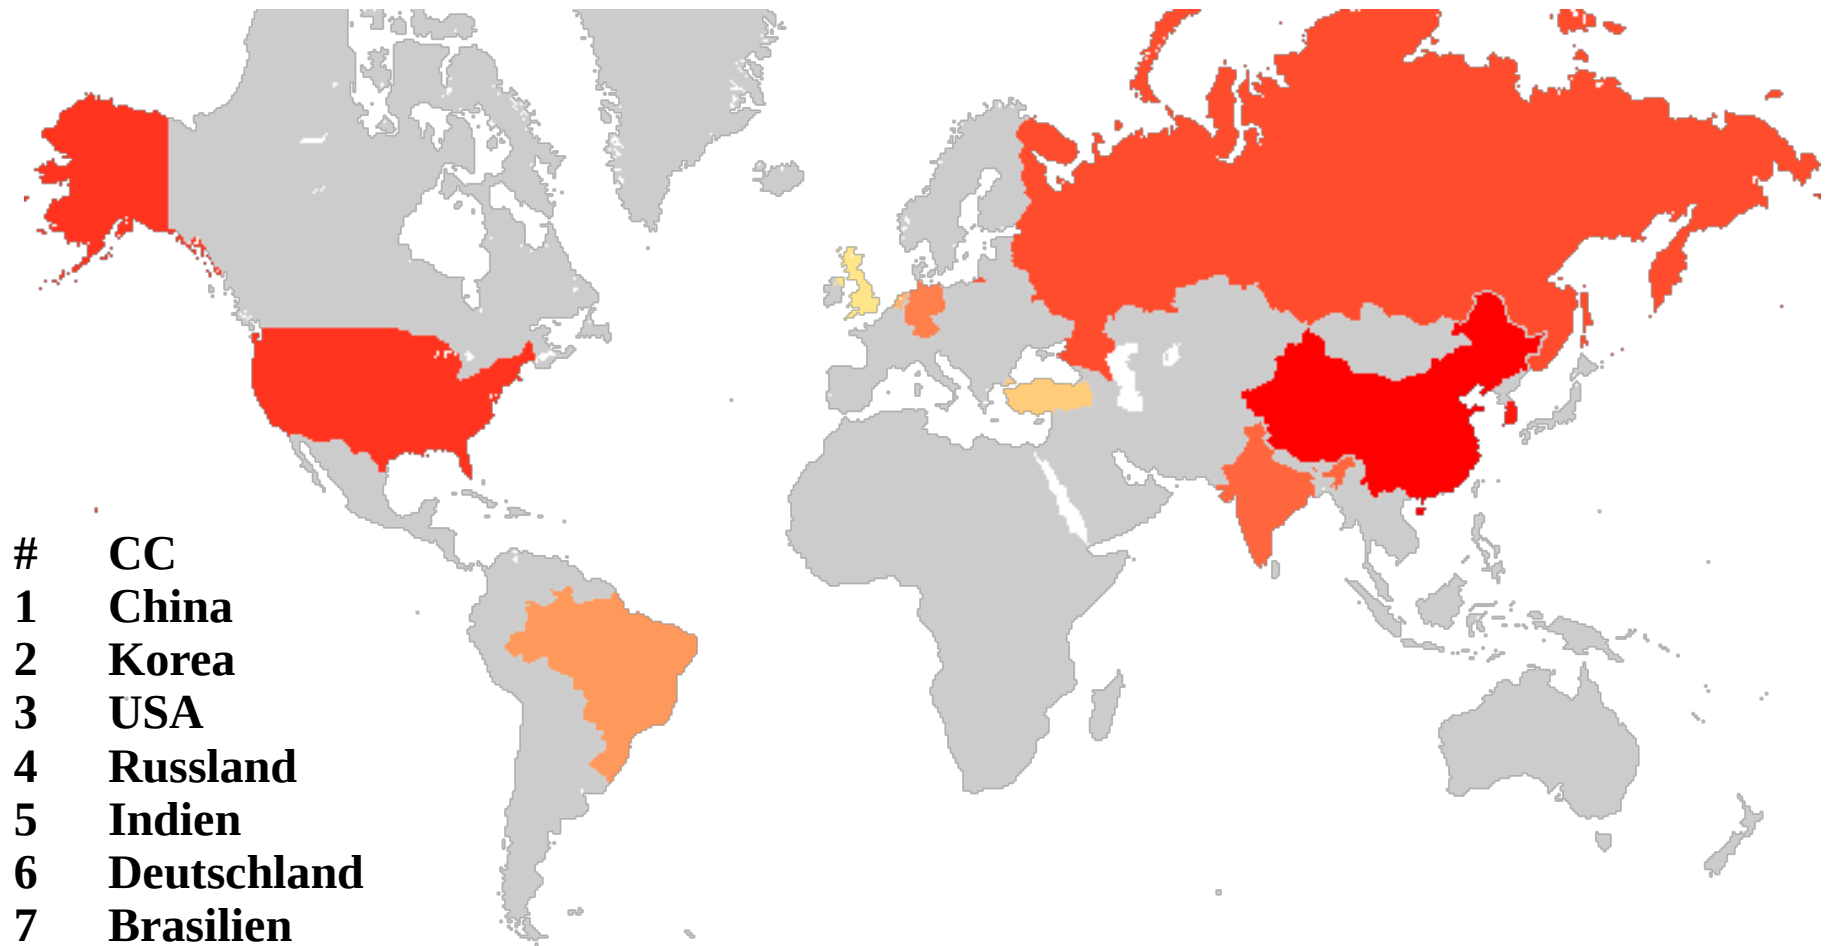 # CC
1 China
2 Korea
3 USA
4 Russland
5 Indien
6 Deutschland
7 Brasilien